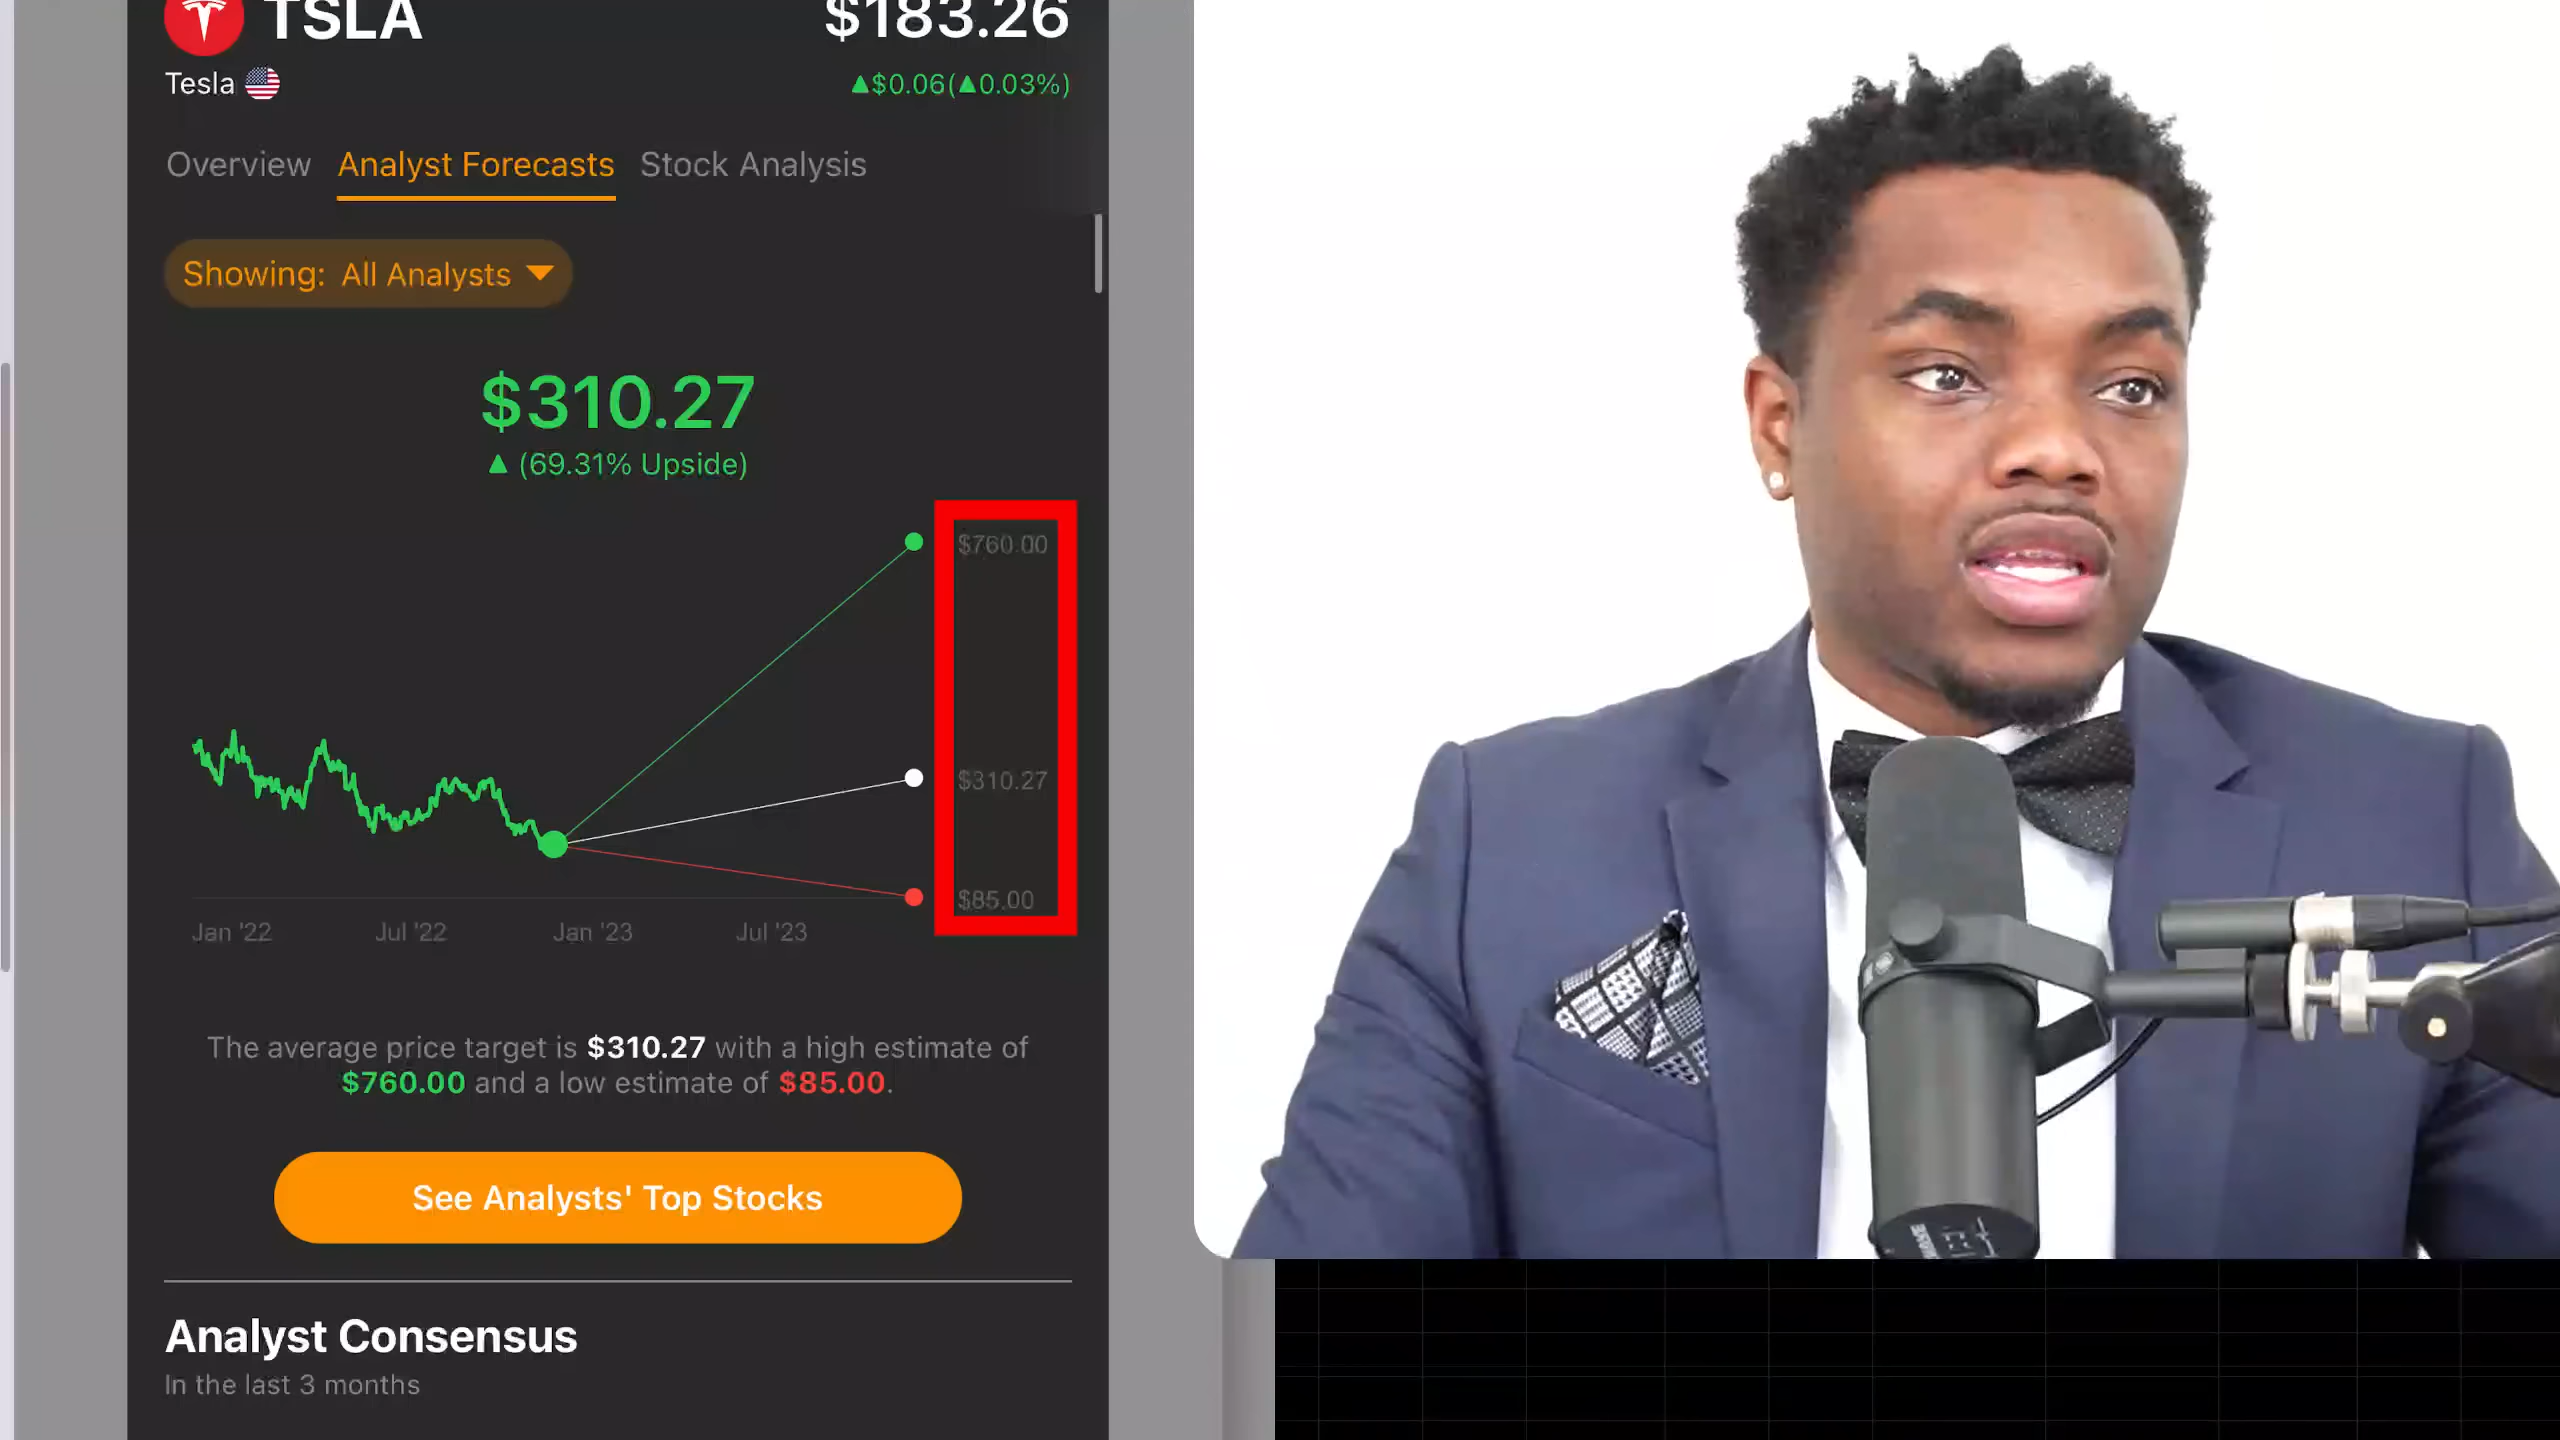 TSLA
$183.26
Tesla
▲$0.06(▲0.03%)
Overview Analyst Forecasts Stock Analysis
Showing: All Analysts
$310.27
▲ (69.31% Upside)
$760.00
$310.27
$85.00
Jan '22 Jul '22 Jan '23 Jul '23
The average price target is $310.27 with a high estimate of
$760.00 and a low estimate of $85.00.
See Analysts' Top Stocks
Analyst Consensus
In the last 3 months